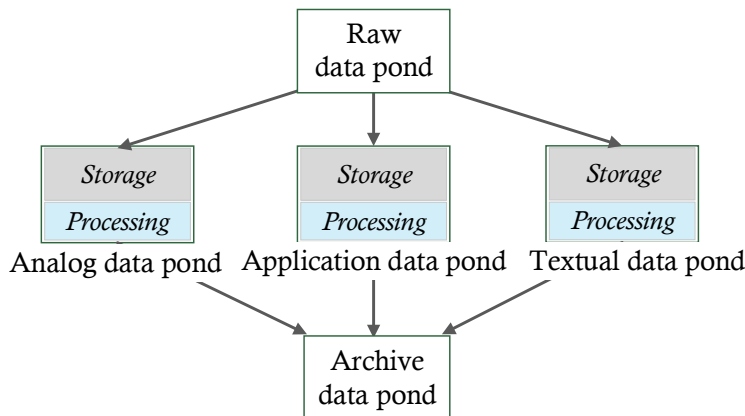 Raw
data pond
Storage
Storage
Storage
Processing
Processing
Processing
Analog data pond
Application data pond
Textual data pond
Archive
data pond